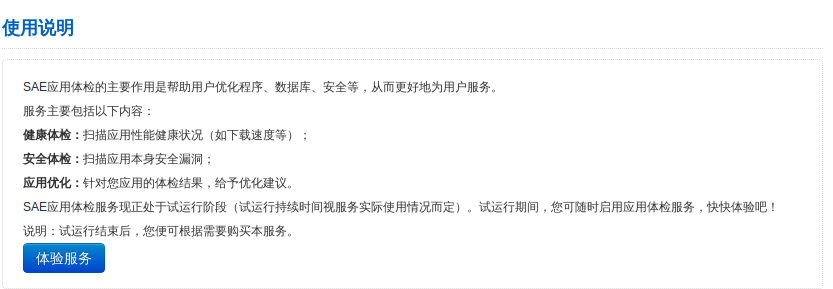 使用说明
SAE应用体检的主要作用是帮助用户优化程序、数据库、安全等，从而更好地为用户服务。
服务主要包括以下内容：
健康体检：扫描应用性能健康状况（如下载速度等）；
安全体检：扫描应用本身安全漏洞；
应用优化：针对您应用的体检结果，给予优化建议。
SAE应用体检服务现正处于试运行阶段（试运行持续时间视服务实际使用情况而定）。试运行期间，您可随时启用应用体检服务，快快体验吧！
说明：试运行结束后，您便可根据需要购买本服务。
体验服务